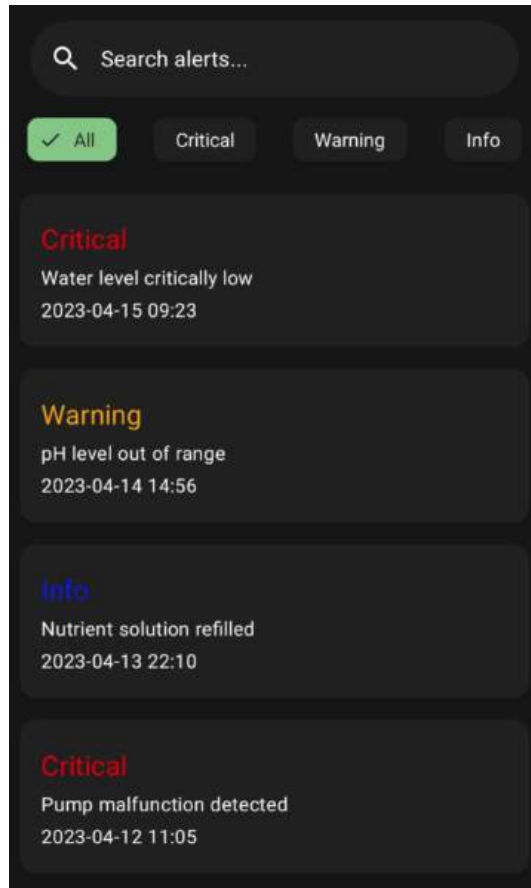 Search alerts...
All Critical Warning Info
Critical
Water level critically low
2023-04-15 09:23
Warning
pH level out of range
2023-04-14 14:56
Info
Nutrient solution refilled
2023-04-13 22:10
Critical
Pump malfunction detected
2023-04-12 11:05